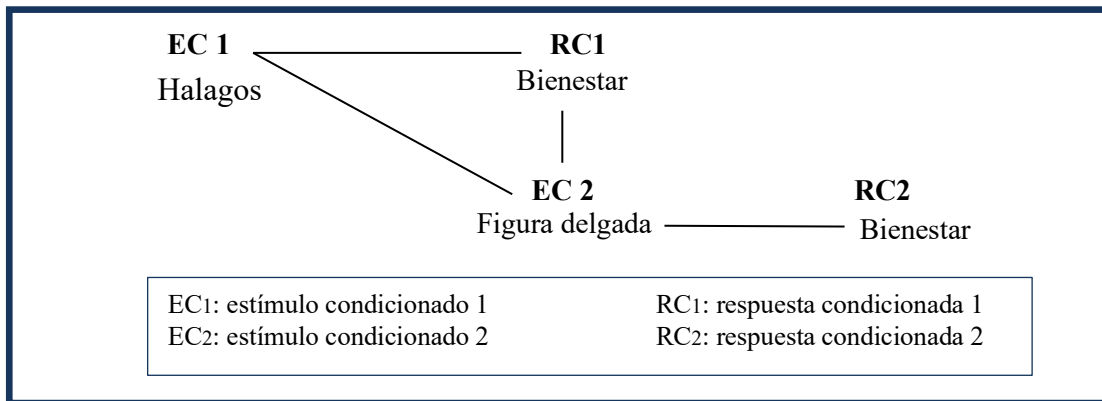 EC 1 RC1
Halagos Bienestar
EC 2 RC2
Figura delgada Bienestar
EC1: estímulo condicionado 1 RC1: respuesta condicionada 1
EC2: estímulo condicionado 2 RC2: respuesta condicionada 2